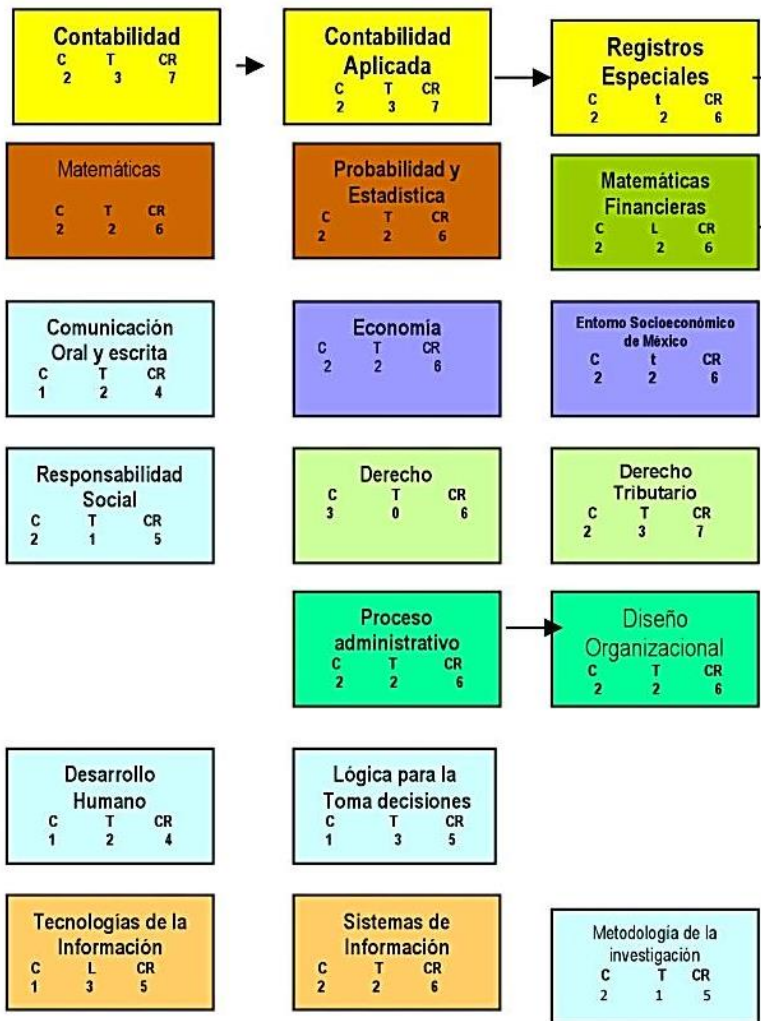 Contabilidad
C T CR
2 3 7
Contabilidad
Aplicada
C T CR
2 3 7
Registros
Especiales
C t CR
2 2 6
Matemáticas
C T CR
2 2 6
Probabilidad y
Estadística
C T CR
2 2 6
Matemáticas
Financieras
C L CR
2 2 6
Comunicación
Oral y escrita
C T CR
1 2 4
Economía
C T CR
2 2 6
Entorno Socioeconómico
de México
C t CR
2 2 6
Responsabilidad
Social
C T CR
2 1 5
Derecho
C T CR
3 0 6
Derecho
Tributario
C T CR
2 3 7
Proceso
administrativo
C T CR
2 2 6
Diseño
Organizacional
C T CR
2 2 6
Desarrollo
Humano
C T CR
1 2 4
Lógica para la
Toma decisiones
C T CR
1 3 5
Tecnologías de la
Información
C L CR
1 3 5
Sistemas de
Información
C T CR
2 2 6
Metodología de la
investigación
C T CR
2 1 5